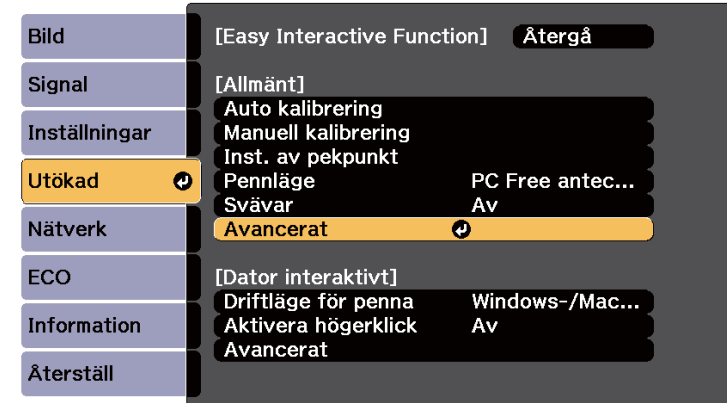 Bild
Signal
Inställningar
Utökad
Nätverk
ECO
Information
Återställ
[Easy Interactive Function] Återgå
[Allmänt]
Auto kalibrering
Manuell kalibrering
Inst. av pekpunkt
Pennläge PC Free antec...
Svävar Av
Avancerat
[Dator interaktivt]
Driftläge för penna Windows-/Mac...
Aktivera högerklick Av
Avancerat